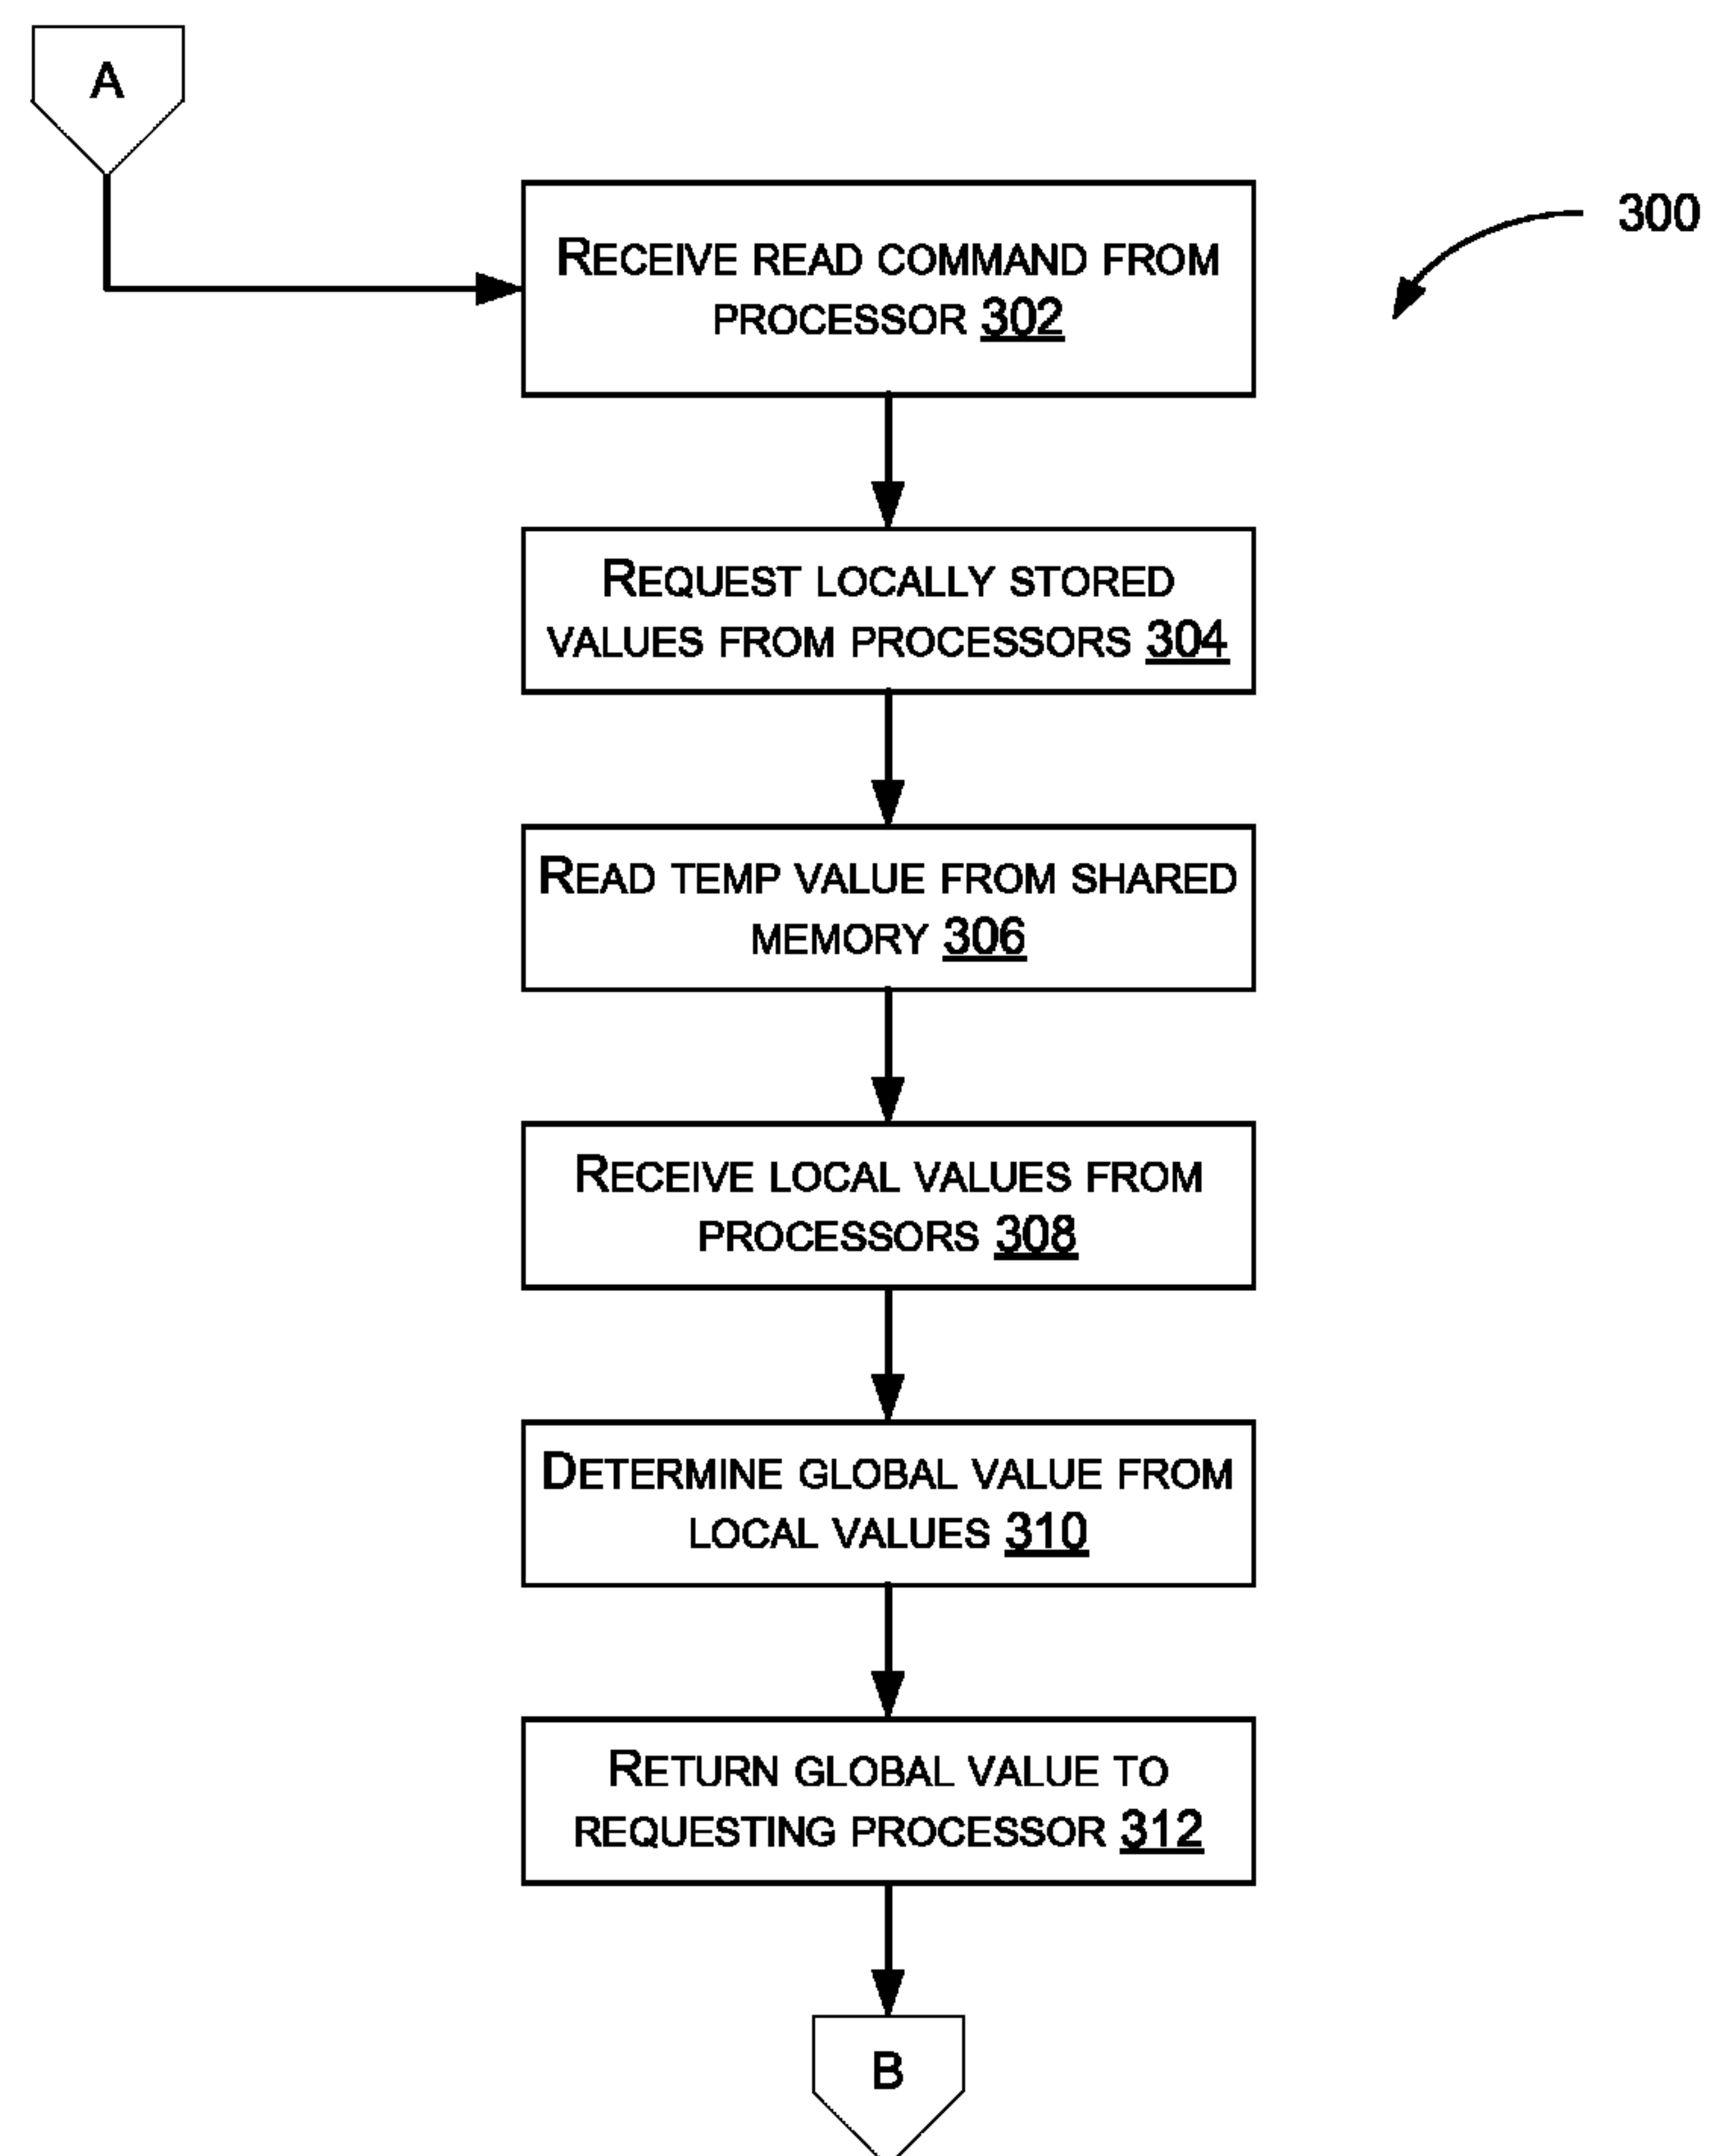 A
RECEIVE READ COMMAND FROM
PROCESSOR 302
300
REQUEST LOCALLY STORED
VALUES FROM PROCESSORS 304
READ TEMP VALUE FROM SHARED
MEMORY 306
RECEIVE LOCAL VALUES FROM
PROCESSORS 308
DETERMINE GLOBAL VALUE FROM
LOCAL VALUES 310
RETURN GLOBAL VALUE TO
REQUESTING PROCESSOR 312
B